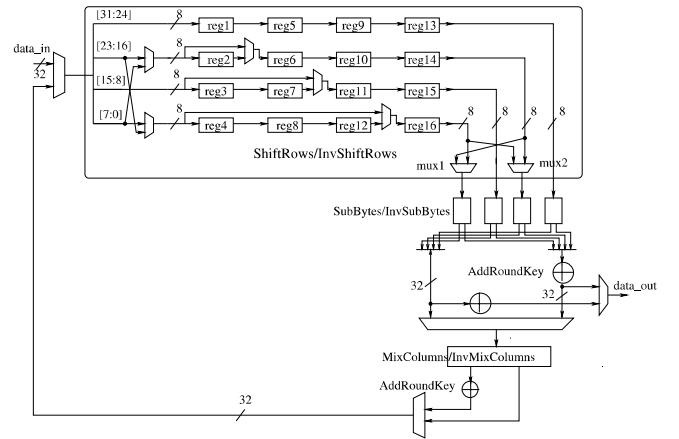 [31:24] 8 reg1 reg5 reg9 reg13
data_in [23:16] 8 reg2 reg6 reg10 reg14
32 [15:8] 8 reg3 reg7 reg11 reg15
[7:0] 8 reg4 reg8 reg12 reg16 8 8 8 8
ShiftRows/InvShiftRows
mux1 mux2
SubBytes/InvSubBytes
AddRoundKey
32 32 data_out
MixColumns/InvMixColumns
AddRoundKey
32